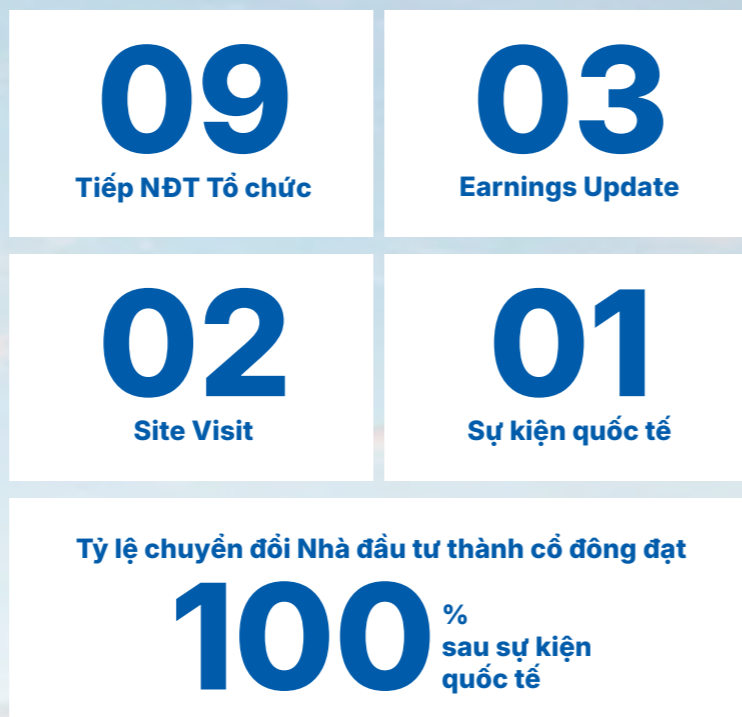 09
Tiếp NĐT Tổ chức
03
Earnings Update
02
Site Visit
01
Sự kiện quốc tế
Tỷ lệ chuyển đổi Nhà đầu tư thành cổ đông đạt
100
%
sau sự kiện
quốc tế